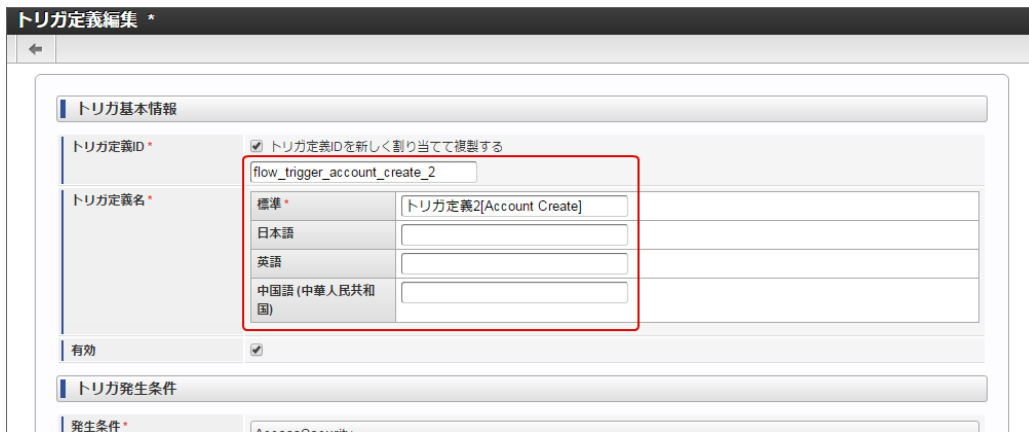 トリガ定義編集 *
トリガ基本情報
トリガ定義ID *
トリガ定義IDを新しく割り当てて複製する
flow_trigger_account_create_2
トリガ定義名 *
標準 *
トリガ定義2[Account Create]
日本語
英語
中国語 (中華人民共和
国)
有効
トリガ発生条件
発生条件 *
AccessSecurity